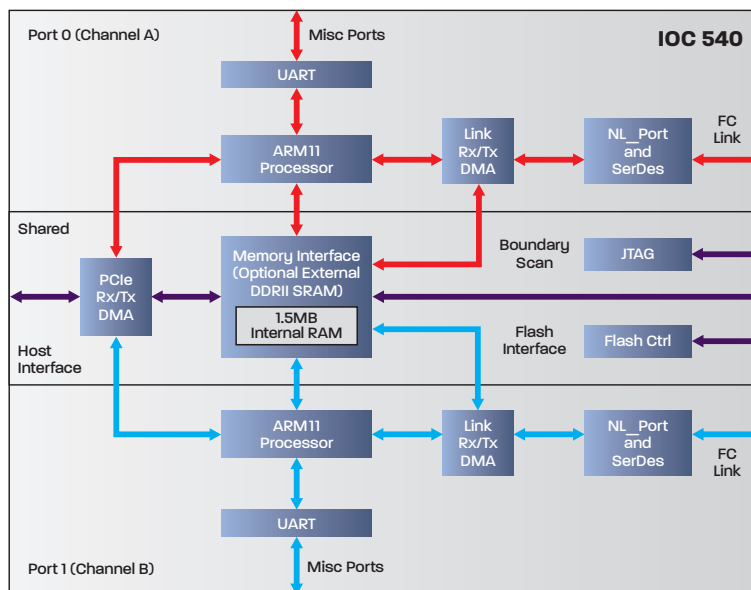 Port 0 (Channel A)
Misc Ports
IOC 540
UART
ARM11
Processor
Link
Rx/Tx
DMA
NL_Port
and
SerDes
FC
Link
Shared
PCIe
Rx/Tx
DMA
Memory Interface
(Optional External
DDRII SRAM)
1.5MB
Internal RAM
Boundary
Scan
JTAG
Host
Interface
Flash
Interface
Flash Ctrl
ARM11
Processor
Link
Rx/Tx
DMA
NL_Port
and
SerDes
FC
Link
UART
Port 1 (Channel B)
Misc Ports